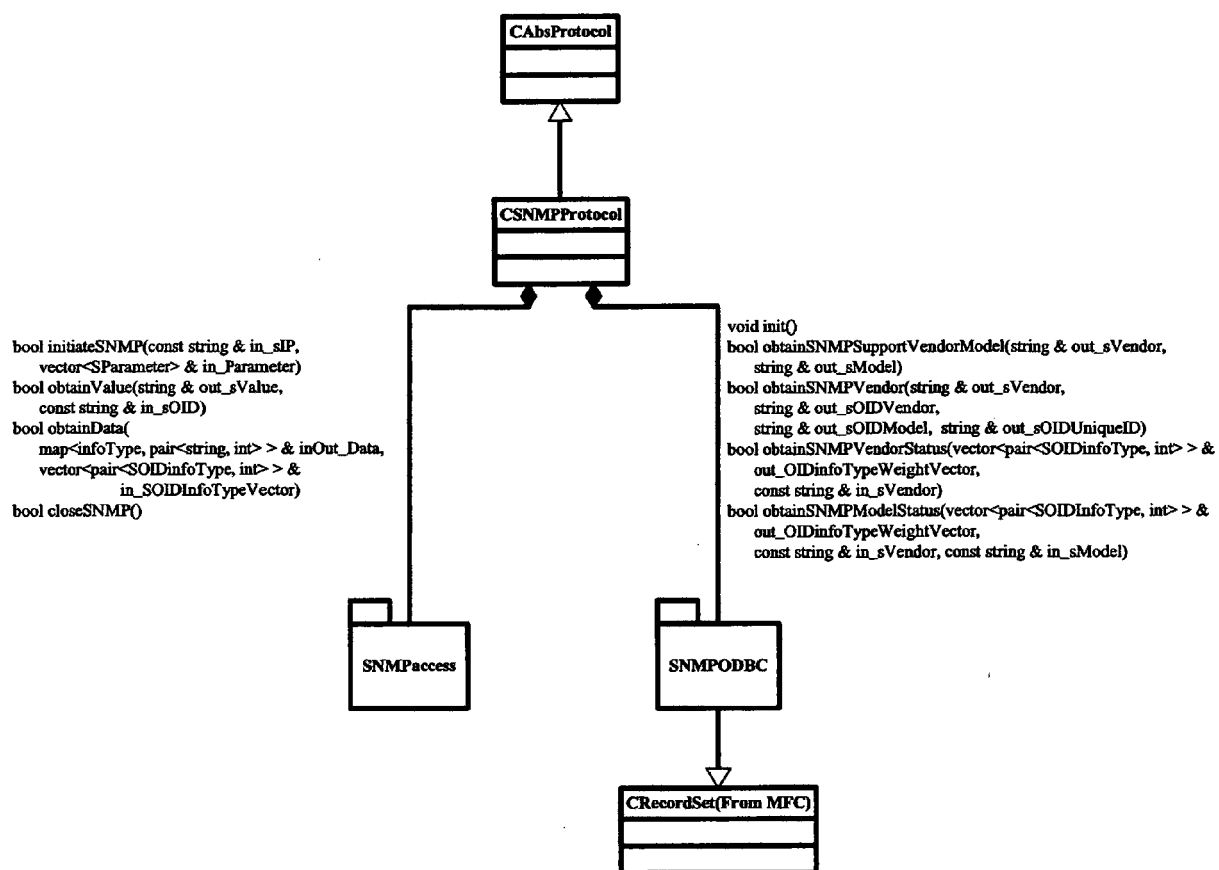 CAbsProtocol
CSNMPProtocol
bool initiateSNMP(const string & in_sIP,
vector<SParameter> & in_Parameter)
bool obtainValue(string & out_sValue,
const string & in_sOID)
bool obtainData(
map<infoType, pair<string, int> > & inOut_Data,
vector<pair<SOIDinfoType, int> > &
in_SOIDInfoTypeVector)
bool closeSNMP()
void init()
bool obtainSNMPSupportVendorModel(string & out_sVendor,
string & out_sModel)
bool obtainSNMPVendor(string & out_sVendor,
string & out_sOIDVendor,
string & out_sOIDModel, string & out_sOIDUniqueID)
bool obtainSNMPVendorStatus(vector<pair<SOIDinfoType, int> > &
out_OIDinfoTypeWeightVector,
const string & in_sVendor)
bool obtainSNMPModelStatus(vector<pair<SOIDInfoType, int> > &
out_OIDinfoTypeWeightVector,
const string & in_sVendor, const string & in_sModel)
SNMPaccess
SNMPODBC
CRecordSet(From MFC)